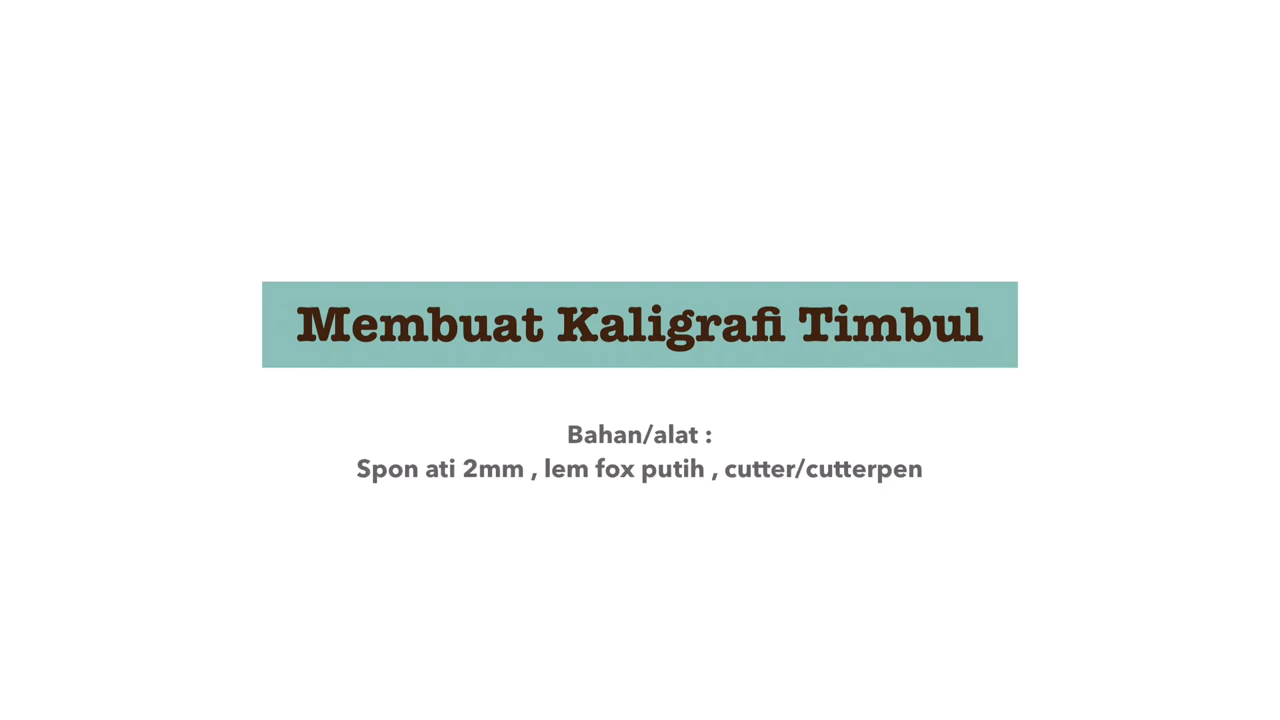 Membuat Kaligrafi Timbul
Bahan/alat :
Spon ati 2mm , lem fox putih , cutter/cutterpen